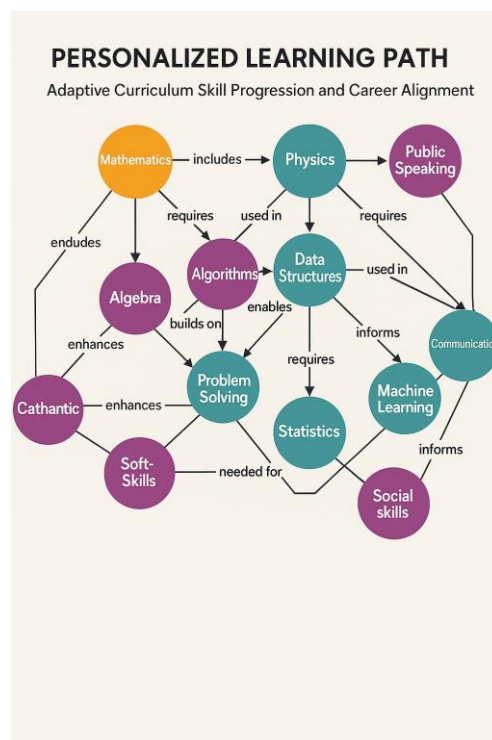 PERSONALIZED LEARNING PATH
Adaptive Curriculum Skill Progression and Career Alignment
Mathematics
includes
Physics
Public
Speaking
requires
used in
requires
endudes
Algorithms
Data
Structures
used in
Algebra
builds on
enables
informs
Communicatio
enhances
requires
Problem
Solving
Machine
Learning
Cathantic
enhances
Statistics
informs
Soft-
Skills
needed for
Social
skills